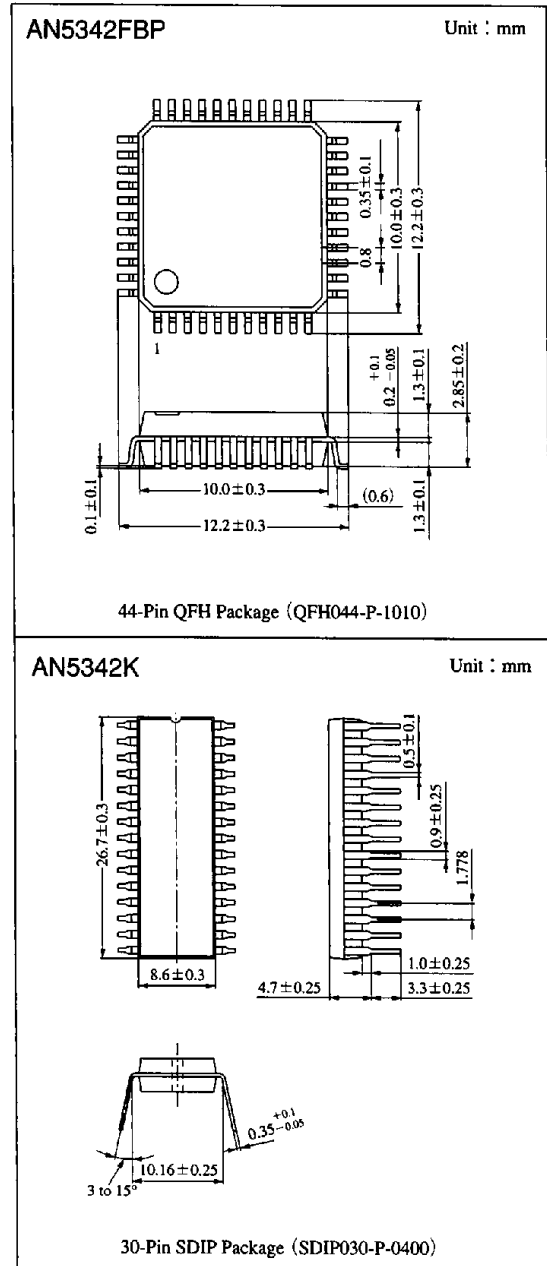 AN5342FBP
Unit : mm
0.35±0.1
0.8
10.0±0.3
12.2±0.3
1
0.2 +0.1 −0.05
1.3±0.1
2.85±0.2
0.1±0.1
10.0±0.3
(0.6)
1.3±0.1
12.2±0.3
44-Pin QFH Package (QFH044-P-1010)
AN5342K
Unit : mm
26.7±0.3
8.6±0.3
0.5±0.1
0.9±0.25
1.778
1.0±0.25
4.7±0.25
3.3±0.25
0.35 +0.1 −0.05
10.16±0.25
3 to 15°
30-Pin SDIP Package (SDIP030-P-0400)